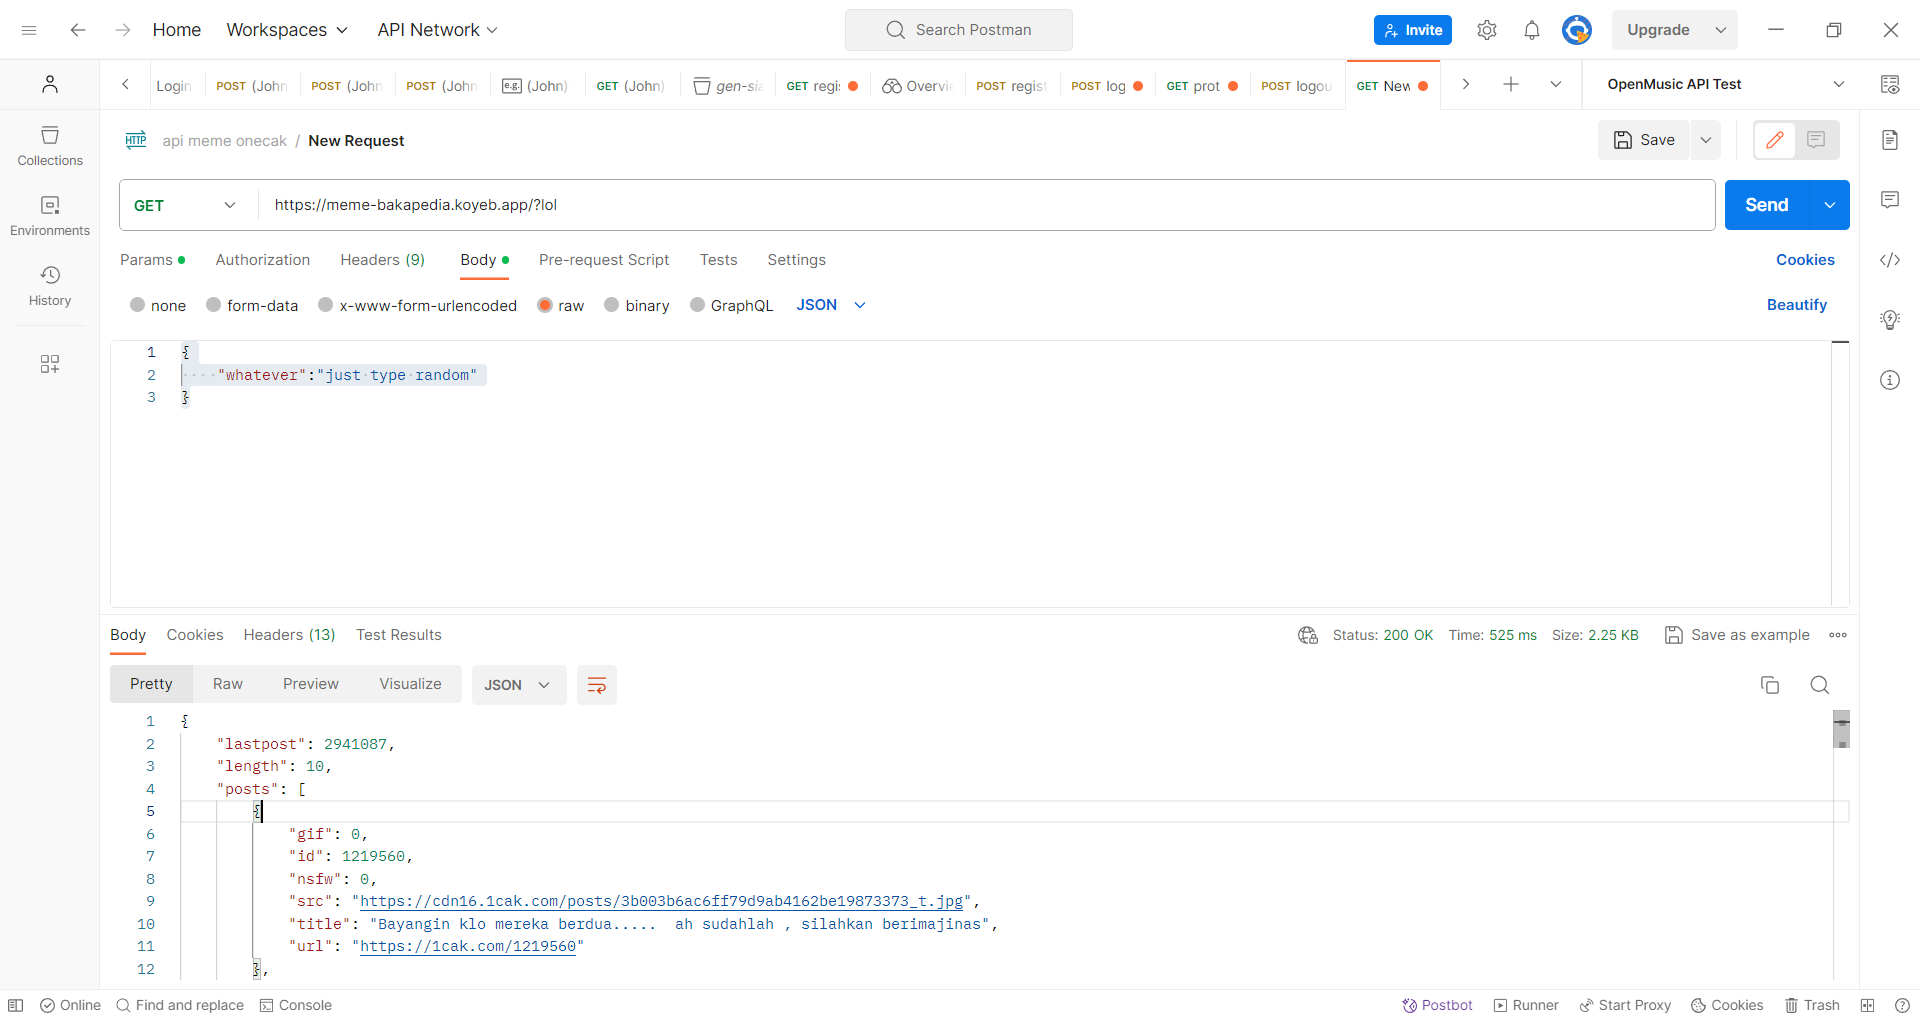 Home Workspaces API Network Search Postman Invite Upgrade
Login POST (John POST (John POST (John e.g. (John) GET (John) gen-sia GET regi: Overvie POST regist POST log GET prot POST logou GET New OpenMusic API Test
HTTP api meme onecak / New Request Save
Collections
Environments
History
GET https://meme-bakapedia.koyeb.app/?lol Send
Params Authorization Headers (9) Body Pre-request Script Tests Settings Cookies
none form-data x-www-form-urlencoded raw binary GraphQL JSON Beautify
1 {
2 "whatever":"just type random"
3 }
Body Cookies Headers (13) Test Results Status: 200 OK Time: 525 ms Size: 2.25 KB Save as example
Pretty Raw Preview Visualize JSON
1 {
2 "lastpost": 2941087,
3 "length": 10,
4 "posts": [
5 {
6 "gif": 0,
7 "id": 1219560,
8 "nsfw": 0,
9 "src": "https://cdn16.1cak.com/posts/3b003b6ac6ff79d9ab4162be19873373_t.jpg",
10 "title": "Bayangin klo mereka berdua..... ah sudahlah , silahkan berimajinas",
11 "url": "https://1cak.com/1219560"
12 },
Online Find and replace Console Postbot Runner Start Proxy Cookies Trash